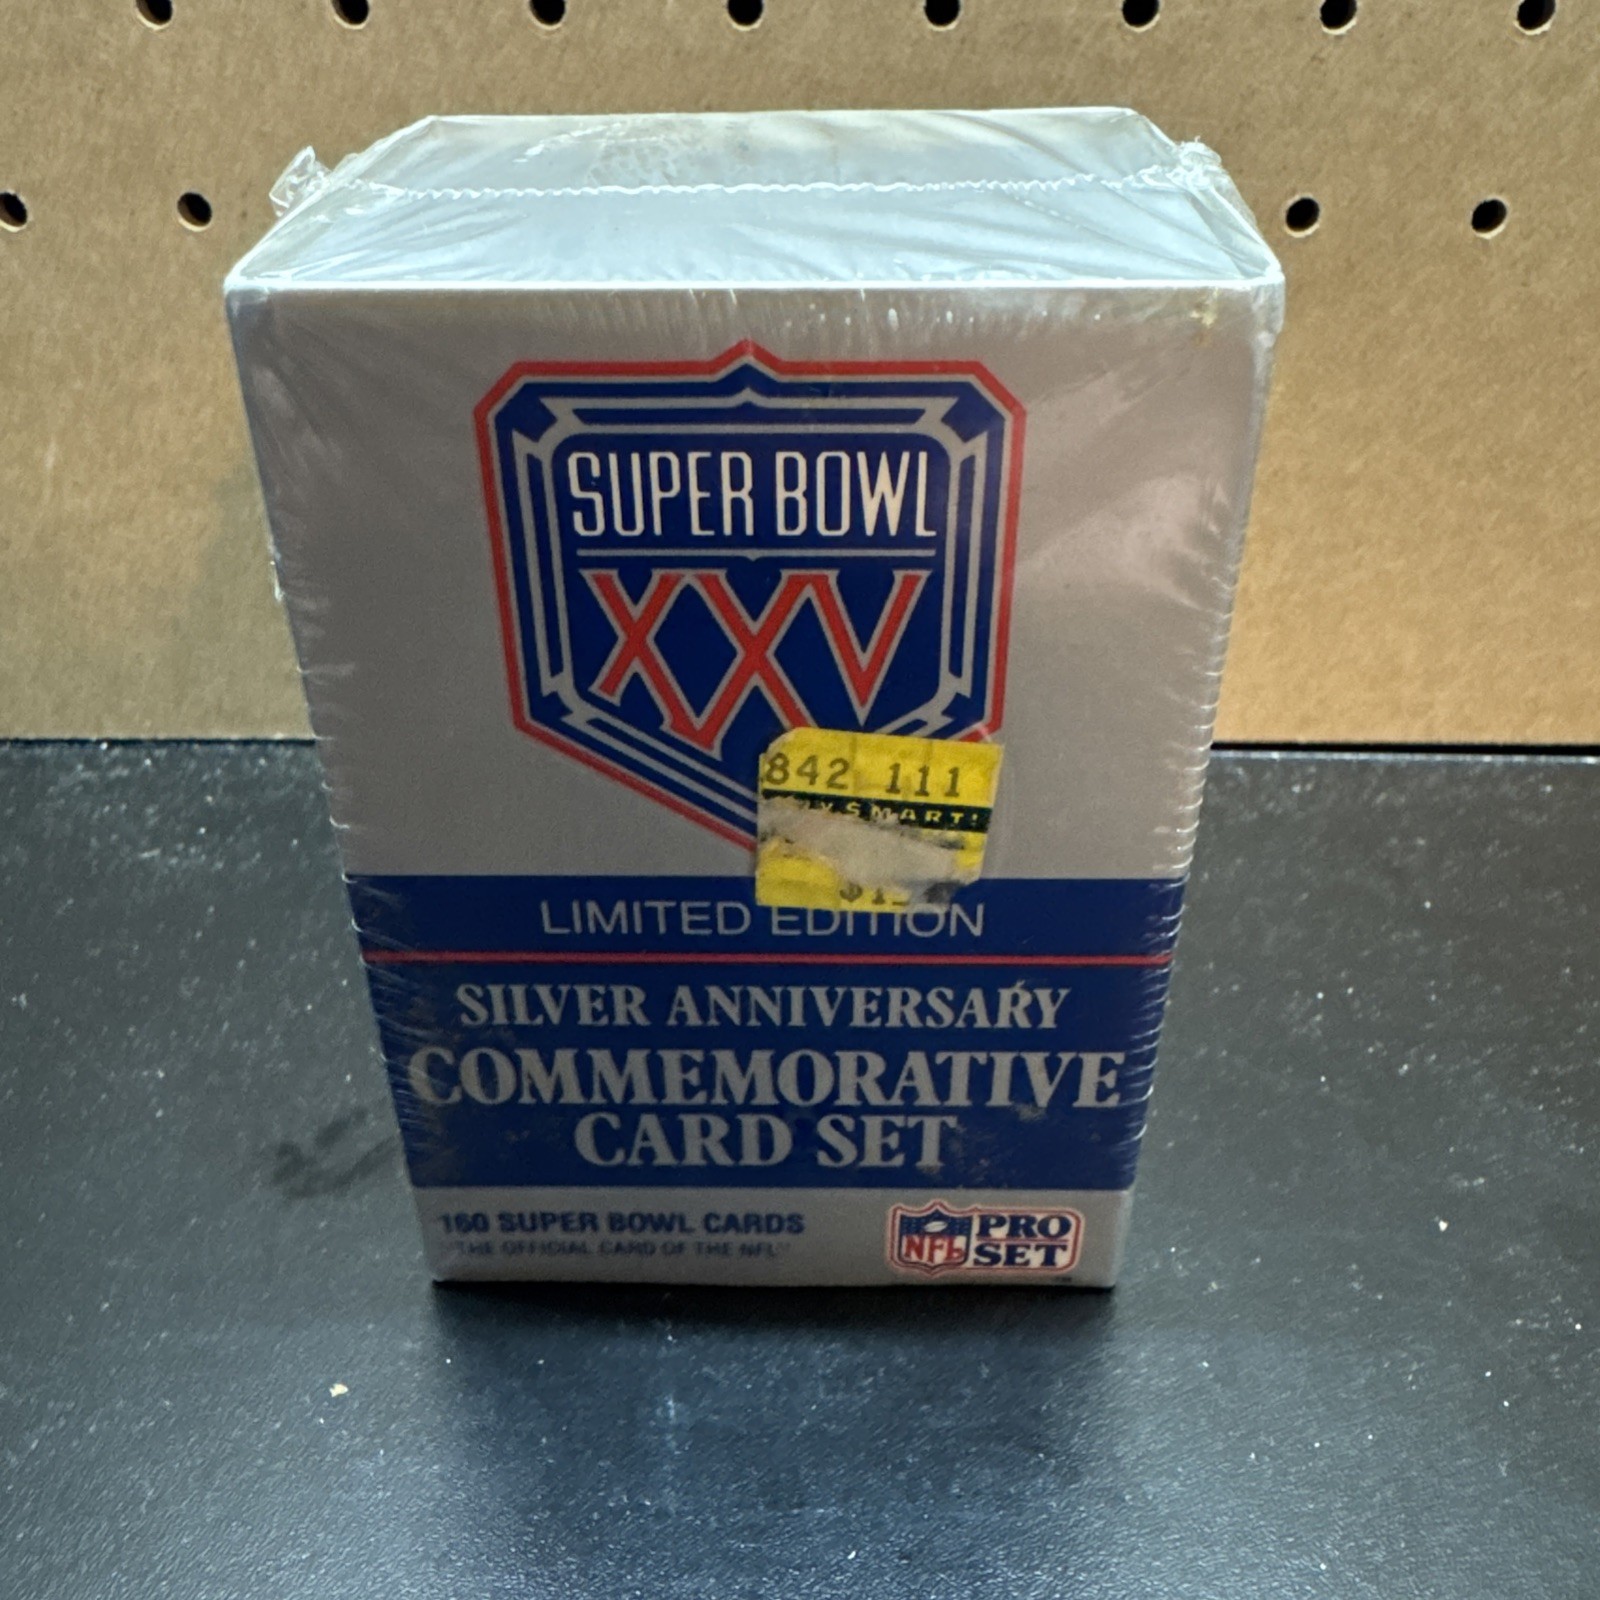 SUPER BOWL
XXV
842 111
SMART!
LIMITED EDITION
SILVER ANNIVERSARY
COMMEMORATIVE
CARD SET
160 SUPER BOWL CARDS
"THE OFFICIAL CARD OF THE NFL"
NFL
PRO
SET